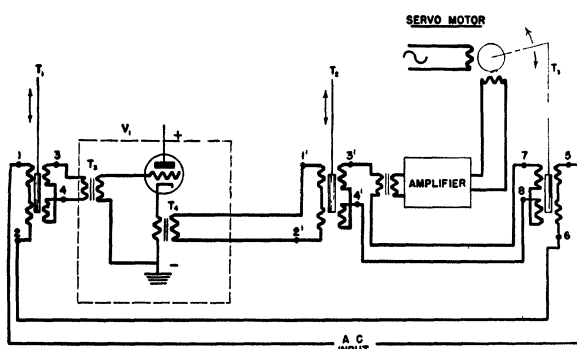 SERVO MOTOR
T₁
T₂
V₁
+
1
3
T₃
4
2
T₄
−
1'
3'
4'
2'
AMPLIFIER
7
5
8
6
A C
INPUT